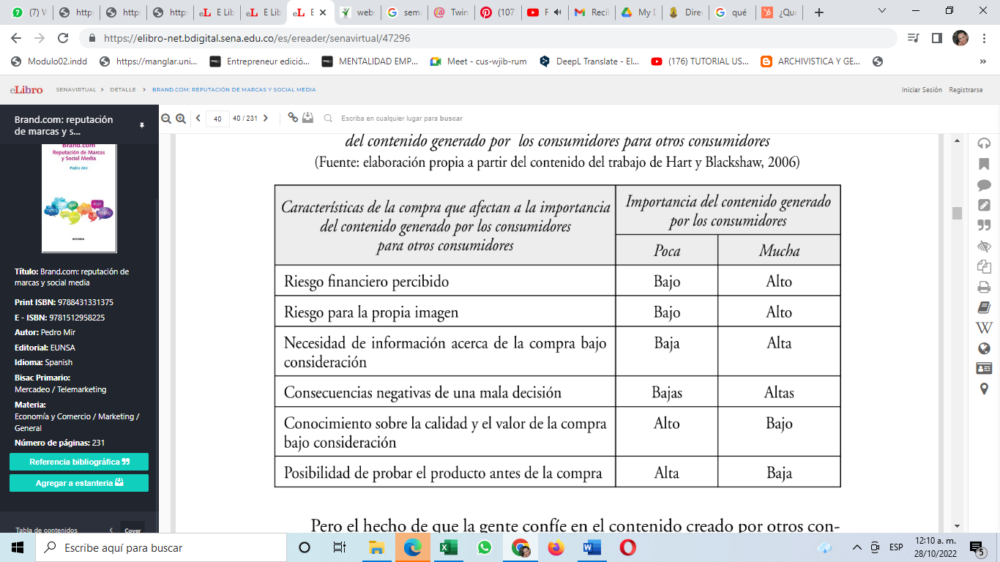 (7) W
https
https
https
eL E Lib
eL E Lib
eL E
webs
sema
Twin
(107
Recil
My D
Dire
qué
¿Que
https://elibro-net.bdigital.sena.edu.co/es/ereader/senavirtual/47296
Modulo02.indd
https://manglar.uni...
Entrepreneur edició...
MENTALIDAD EMP...
Meet - cus-wjib-rum
DeepL Translate - El...
(176) TUTORIAL US...
ARCHIVISTICA Y GE...
»
eLibro
SENAVIRTUAL > DETALLE > BRAND.COM: REPUTACIÓN DE MARCAS Y SOCIAL MEDIA
Iniciar Sesión Registrarse
Brand.com: reputación
de marcas y s...
40
40 / 231
Escriba en cualquier lugar para buscar
Brand.com
Reputación de Marcas
y Social Media
Pedro Mir
EUNSA
Título: Brand.com: reputación de
marcas y social media
Print ISBN: 9788431331375
E - ISBN: 9781512958225
Autor: Pedro Mir
Editorial: EUNSA
Idioma: Spanish
Bisac Primario:
Mercadeo / Telemarketing
Materia:
Economía y Comercio / Marketing /
General
Número de páginas: 231
Referencia bibliográfica
Agregar a estantería
Tabla de contenidos
Cover
del contenido generado por los consumidores para otros consumidores
(Fuente: elaboración propia a partir del contenido del trabajo de Hart y Blackshaw, 2006)
Características de la compra que afectan a la importancia
del contenido generado por los consumidores
para otros consumidores
Importancia del contenido generado
por los consumidores
Poca Mucha
Riesgo financiero percibido Bajo Alto
Riesgo para la propia imagen Bajo Alto
Necesidad de información acerca de la compra bajo
consideración
Baja Alta
Consecuencias negativas de una mala decisión Bajas Altas
Conocimiento sobre la calidad y el valor de la compra
bajo consideración
Alto Bajo
Posibilidad de probar el producto antes de la compra Alta Baja
Pero el hecho de que la gente confíe en el contenido creado por otros con-
W
Escribe aquí para buscar
ESP
12:10 a. m.
28/10/2022
5